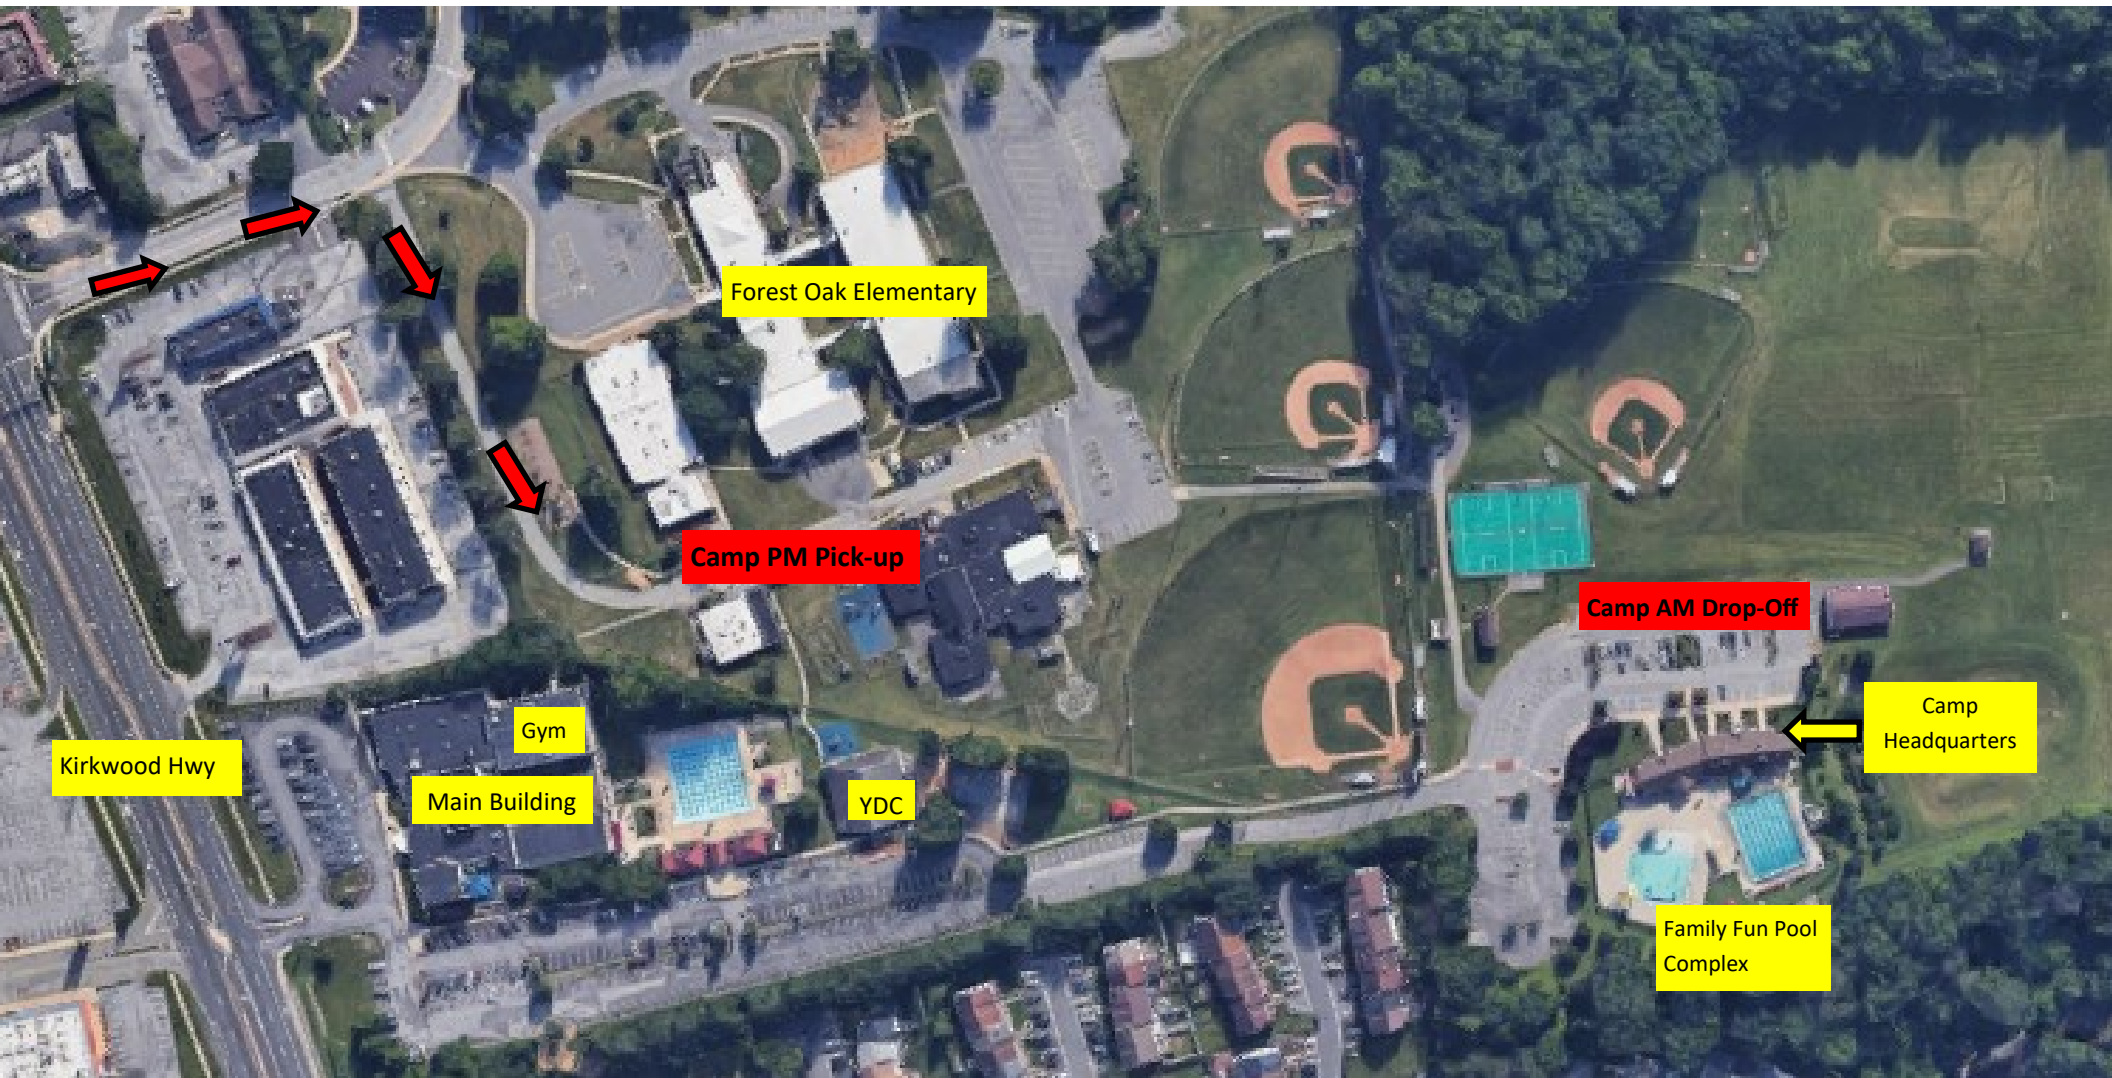 Forest Oak Elementary
Camp PM Pick-up
Camp AM Drop-Off
Camp
Headquarters
Gym
Kirkwood Hwy
Main Building
YDC
Family Fun Pool
Complex